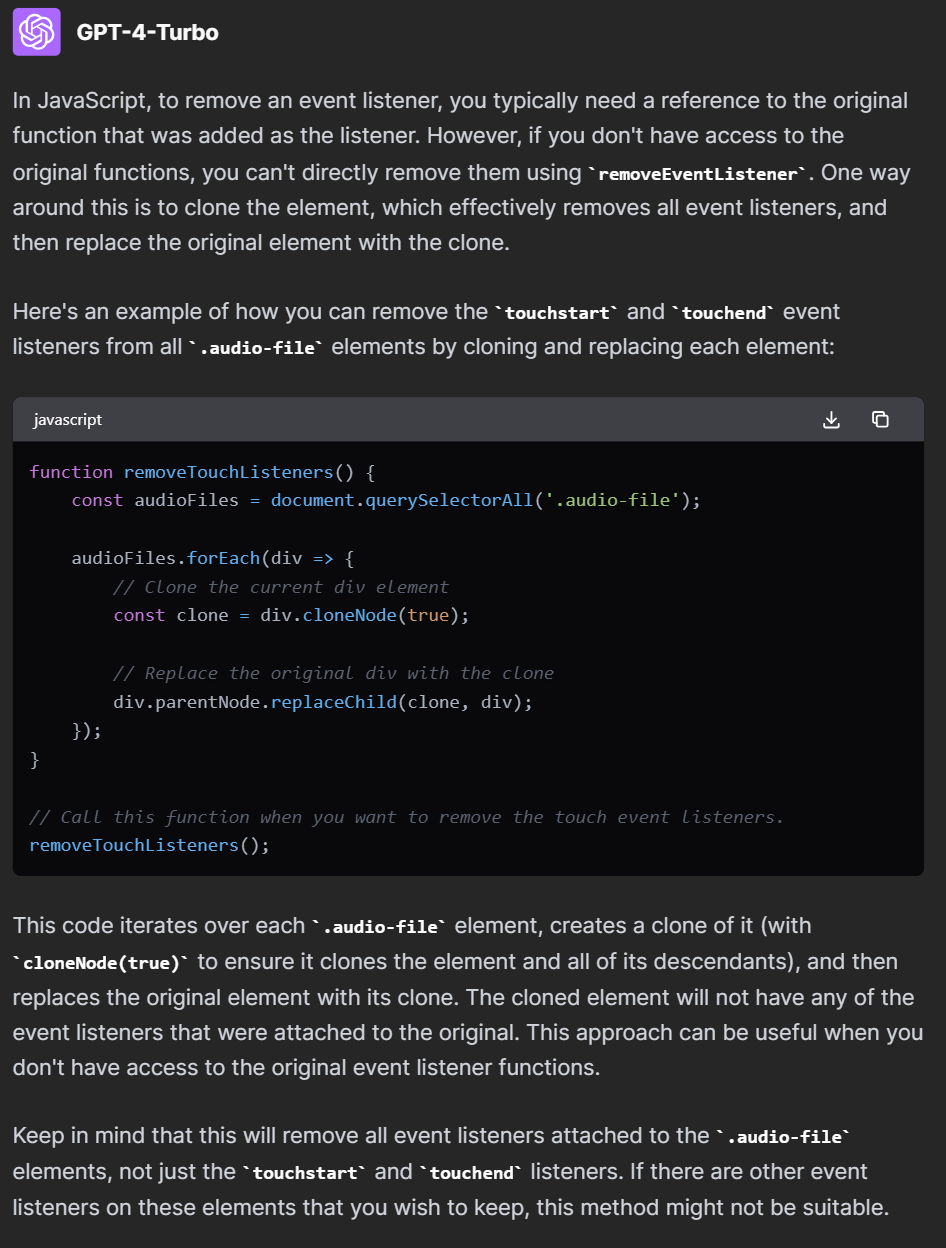 GPT-4-Turbo
In JavaScript, to remove an event listener, you typically need a reference to the original
function that was added as the listener. However, if you don't have access to the
original functions, you can't directly remove them using `removeEventListener`. One way
around this is to clone the element, which effectively removes all event listeners, and
then replace the original element with the clone.
Here's an example of how you can remove the `touchstart` and `touchend` event
listeners from all `.audio-file` elements by cloning and replacing each element:
javascript
function removeTouchListeners() {
    const audioFiles = document.querySelectorAll('.audio-file');
    audioFiles.forEach(div => {
        // Clone the current div element
        const clone = div.cloneNode(true);
        // Replace the original div with the clone
        div.parentNode.replaceChild(clone, div);
    });
}
// Call this function when you want to remove the touch event listeners.
removeTouchListeners();
This code iterates over each `.audio-file` element, creates a clone of it (with
`cloneNode(true)` to ensure it clones the element and all of its descendants), and then
replaces the original element with its clone. The cloned element will not have any of the
event listeners that were attached to the original. This approach can be useful when you
don't have access to the original event listener functions.
Keep in mind that this will remove all event listeners attached to the `.audio-file`
elements, not just the `touchstart` and `touchend` listeners. If there are other event
listeners on these elements that you wish to keep, this method might not be suitable.